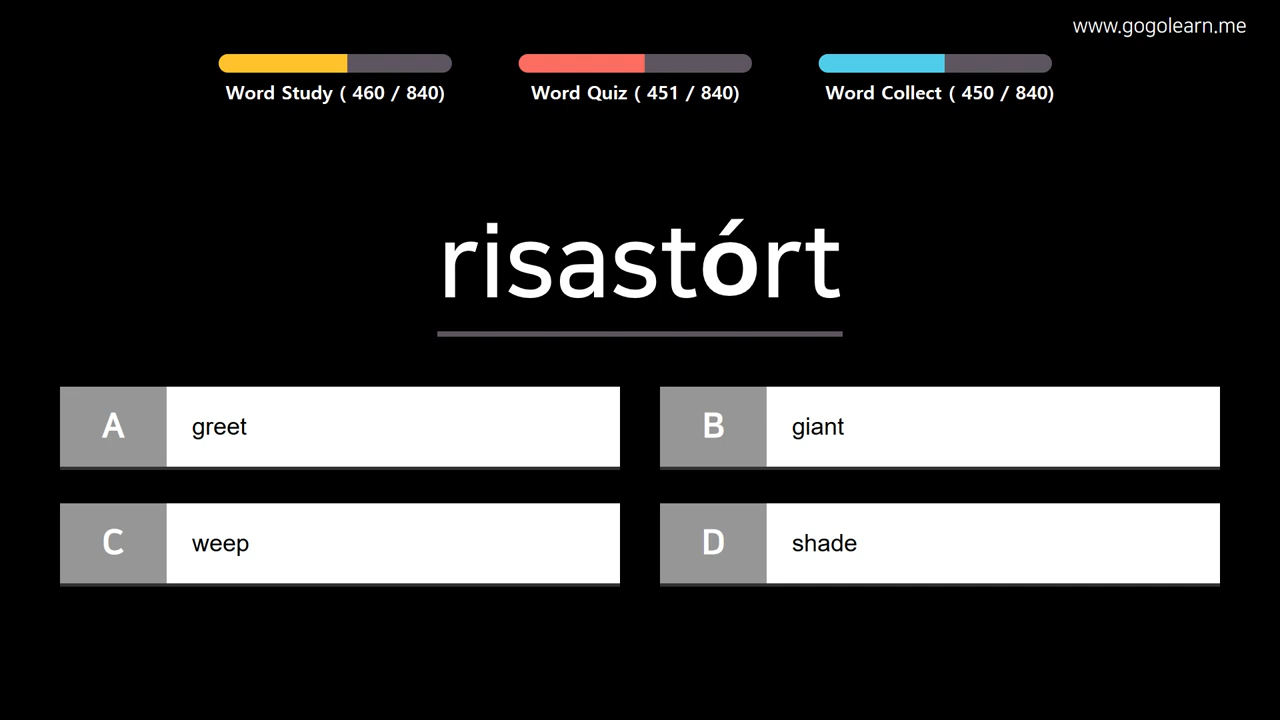 www.gogolearn.me
Word Study ( 460 / 840)
Word Quiz ( 451 / 840)
Word Collect ( 450 / 840)
risastórt
A greet
B giant
C weep
D shade